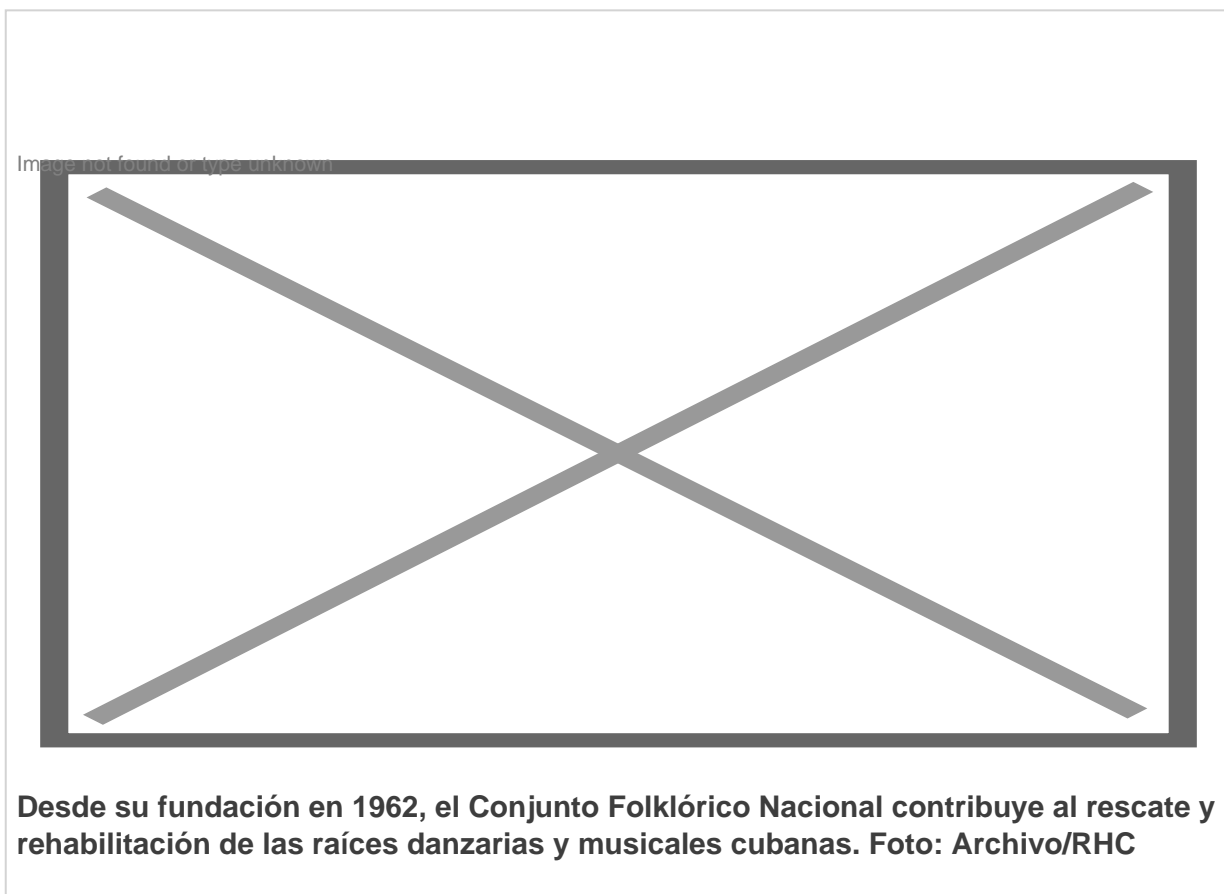 Image not found or type unknown
Desde su fundación en 1962, el Conjunto Folklórico Nacional contribuye al rescate y
rehabilitación de las raíces danzarias y musicales cubanas. Foto: Archivo/RHC